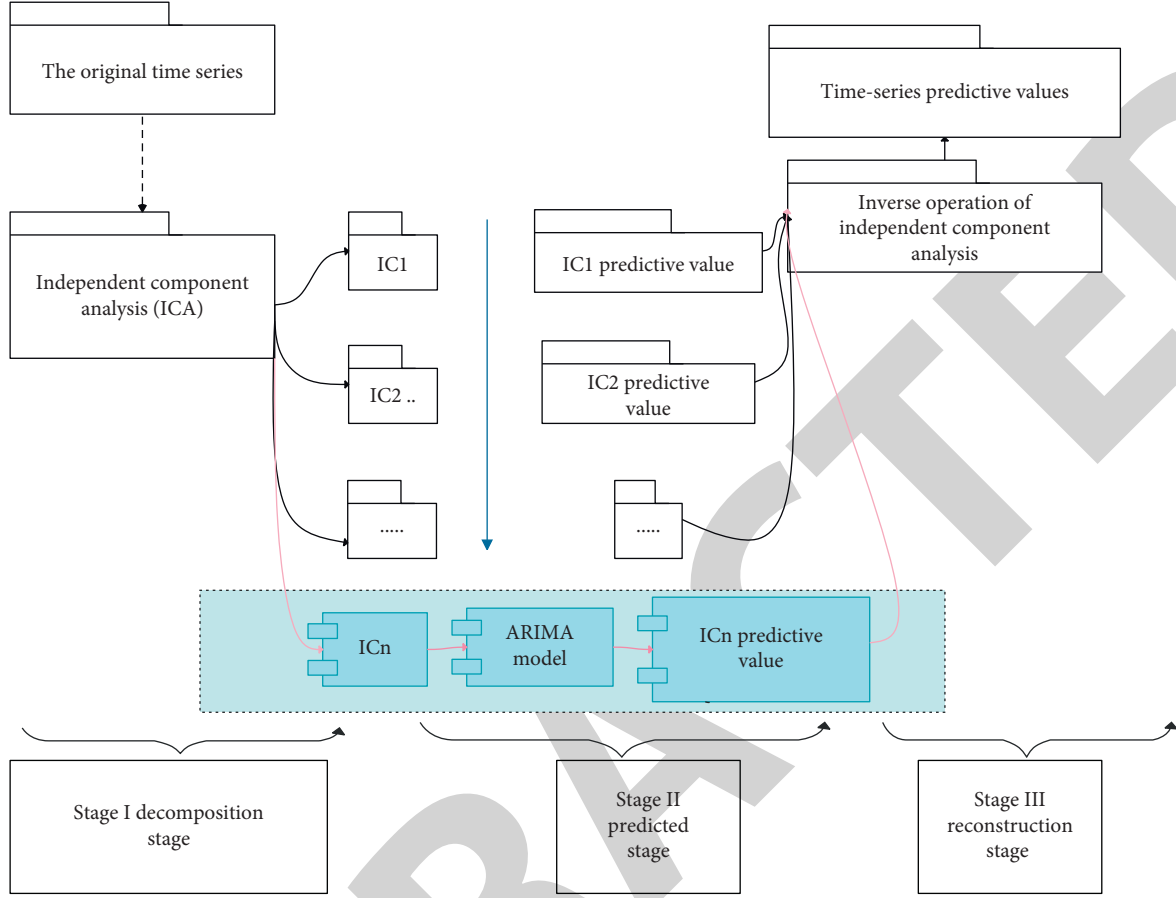 The original time series
Time-series predictive values
Independent component
analysis (ICA)
IC1
IC2 ..
.....
IC1 predictive value
IC2 predictive
value
.....
Inverse operation of
independent component
analysis
ICn
ARIMA
model
ICn predictive
value
Stage I decomposition
stage
Stage II
predicted
stage
Stage III
reconstruction
stage